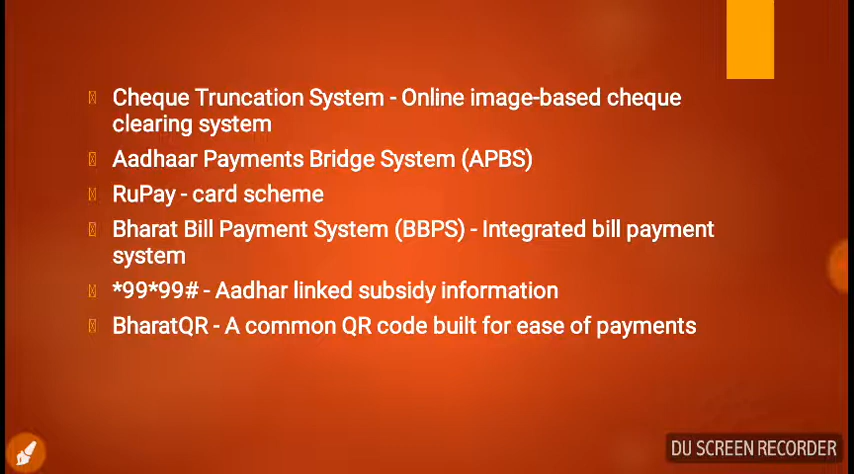 Cheque Truncation System - Online image-based cheque
clearing system
Aadhaar Payments Bridge System (APBS)
RuPay - card scheme
Bharat Bill Payment System (BBPS) - Integrated bill payment
system
*99*99# - Aadhar linked subsidy information
BharatQR - A common QR code built for ease of payments
DU SCREEN RECORDER